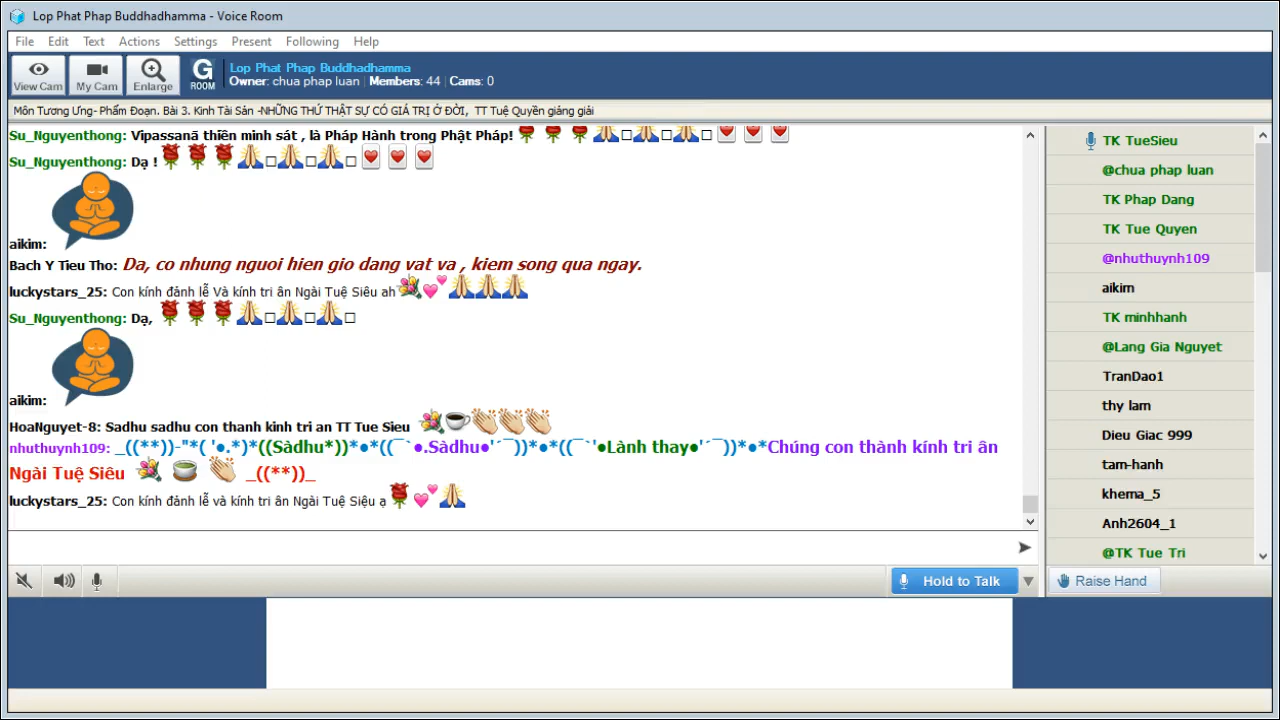 Lop Phat Phap Buddhadhamma - Voice Room
File Edit Text Actions Settings Present Following Help
View Cam My Cam Enlarge G ROOM
Lop Phat Phap Buddhadhamma
Owner: chua phap luan Members: 44 Cams: 0
Môn Tương Ưng- Phẩm Đoạn. Bài 3. Kinh Tài Sản -NHỮNG THỨ THẬT SỰ CÓ GIÁ TRỊ Ở ĐỜI, TT Tuệ Quyền giảng giải
Su_Nguyenthong: Vipassanā thiền minh sát , là Pháp Hành trong Phật Pháp! 🌹 🌹 🌹🙏□🙏□🙏□ ❤ ❤ ❤
Su_Nguyenthong: Dạ ! 🌹 🌹 🌹🙏□🙏□🙏□ ❤ ❤ ❤
aikim:
Bach Y Tieu Tho: Da, co nhung nguoi hien gio dang vat va , kiem song qua ngay.
luckystars_25: Con kính đảnh lễ Và kính tri ân Ngài Tuệ Siêu ah💐💕🙏🙏🙏
Su_Nguyenthong: Dạ, 🌹 🌹 🌹🙏□🙏□🙏□
aikim:
HoaNguyet-8: Sadhu sadhu con thanh kinh tri an TT Tue Sieu 💐☕👏👏👏
nhuthuynh109: _((**))-"*( '●.*)*((Sàdhu*))*●*((¯`●.Sàdhu●'´¯))*●*((¯`'●Lành thay●'´¯))*●*Chúng con thành kính tri ân
Ngài Tuệ Siêu 💐 🍵 👏 _((**))_
luckystars_25: Con kính đảnh lễ và kính tri ân Ngài Tuệ Siệu ạ🌹💕🙏
Hold to Talk
TK TueSieu
@chua phap luan
TK Phap Dang
TK Tue Quyen
@nhuthuynh109
aikim
TK minhhanh
@Lang Gia Nguyet
TranDao1
thy lam
Dieu Giac 999
tam-hanh
khema_5
Anh2604_1
@TK Tue Tri
Raise Hand